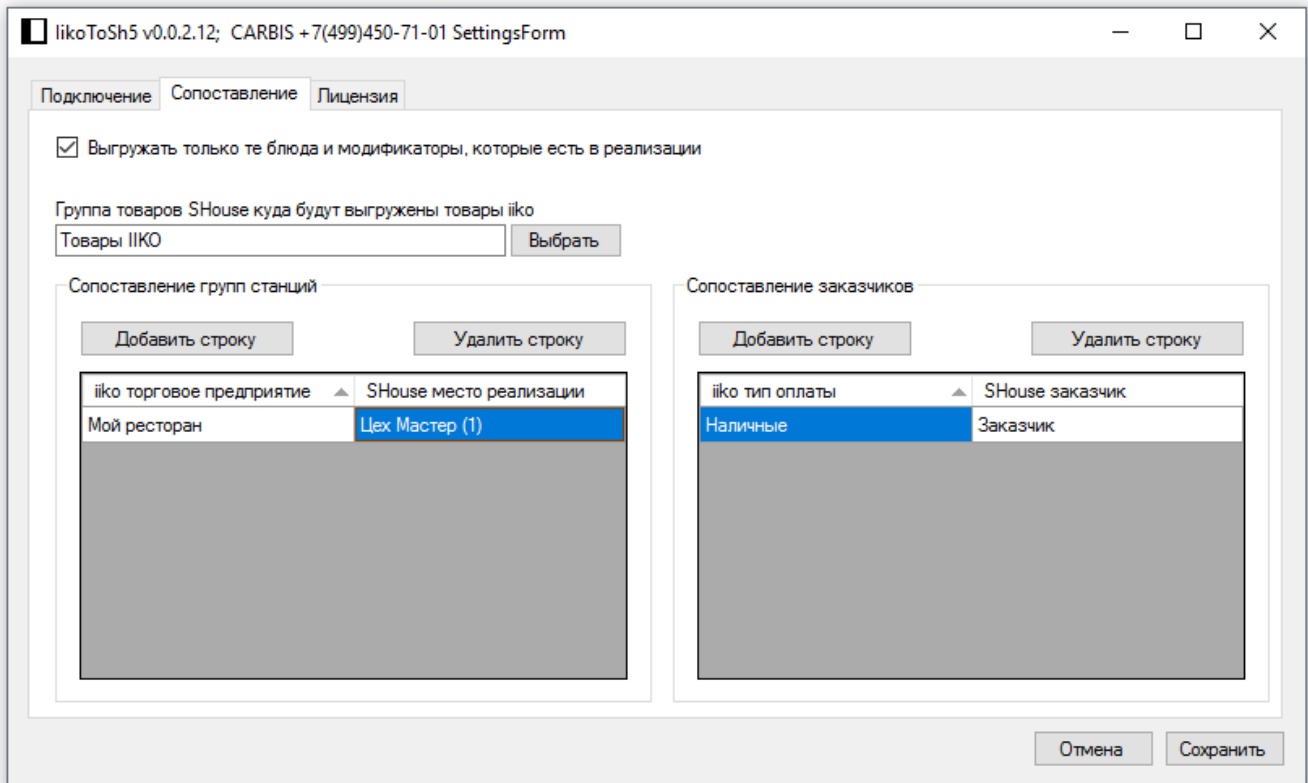 IikoToSh5 v0.0.2.12; CARBIS +7(499)450-71-01 SettingsForm
Подключение Сопоставление Лицензия
Выгружать только те блюда и модификаторы, которые есть в реализации
Группа товаров SHouse куда будут выгружены товары iiko
Товары IIKO Выбрать
Сопоставление групп станций
Добавить строку Удалить строку
iiko торговое предприятие SHouse место реализации
Мой ресторан Цех Мастер (1)
Сопоставление заказчиков
Добавить строку Удалить строку
iiko тип оплаты SHouse заказчик
Наличные Заказчик
Отмена Сохранить